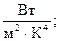 Вт
м² · К⁴ ;